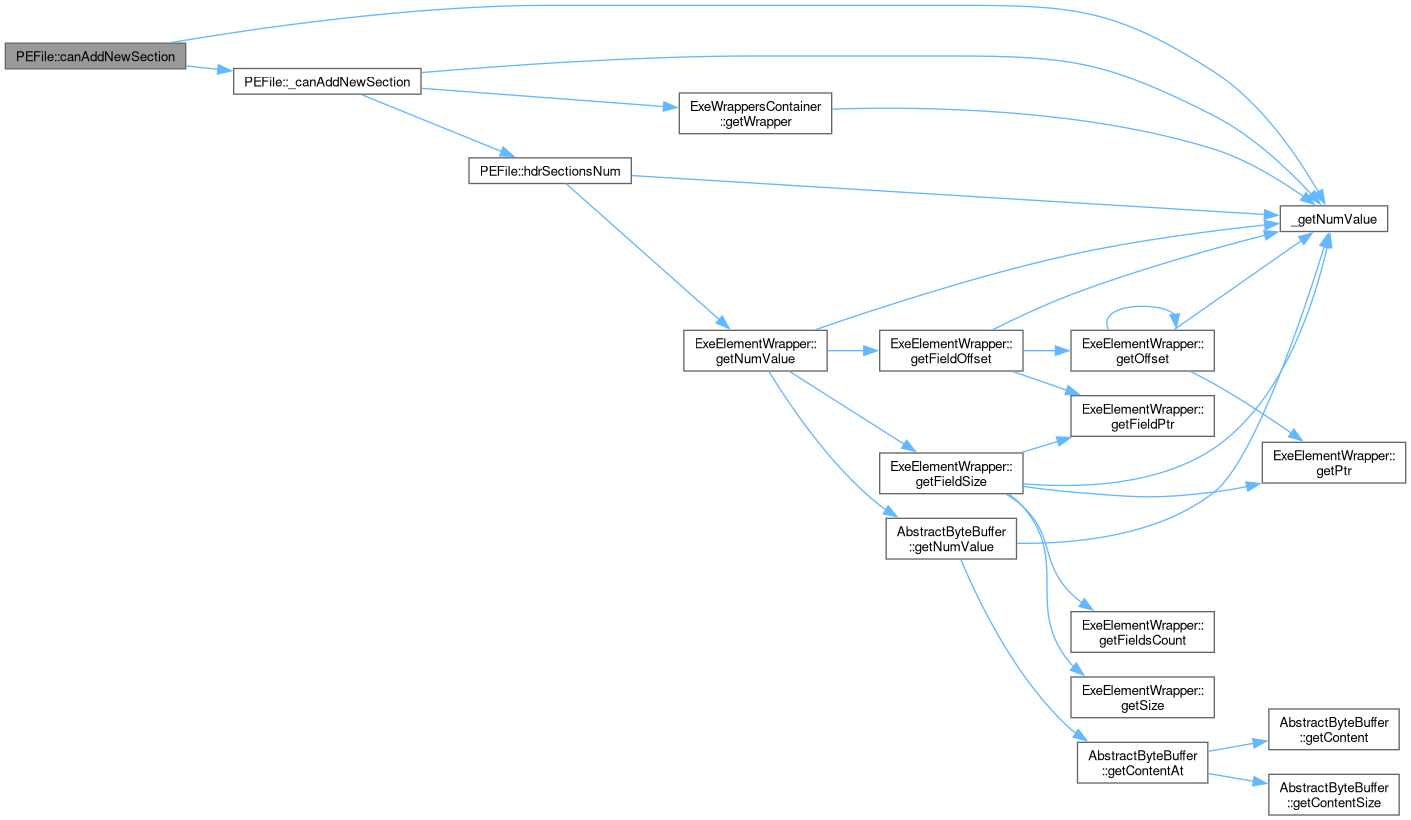 PEFile::canAddNewSection
PEFile::_canAddNewSection
ExeWrappersContainer
::getWrapper
PEFile::hdrSectionsNum
_getNumValue
ExeElementWrapper::
getNumValue
ExeElementWrapper::
getFieldOffset
ExeElementWrapper::
getOffset
ExeElementWrapper::
getFieldPtr
ExeElementWrapper::
getPtr
ExeElementWrapper::
getFieldSize
AbstractByteBuffer
::getNumValue
ExeElementWrapper::
getFieldsCount
ExeElementWrapper::
getSize
AbstractByteBuffer
::getContentAt
AbstractByteBuffer
::getContent
AbstractByteBuffer
::getContentSize